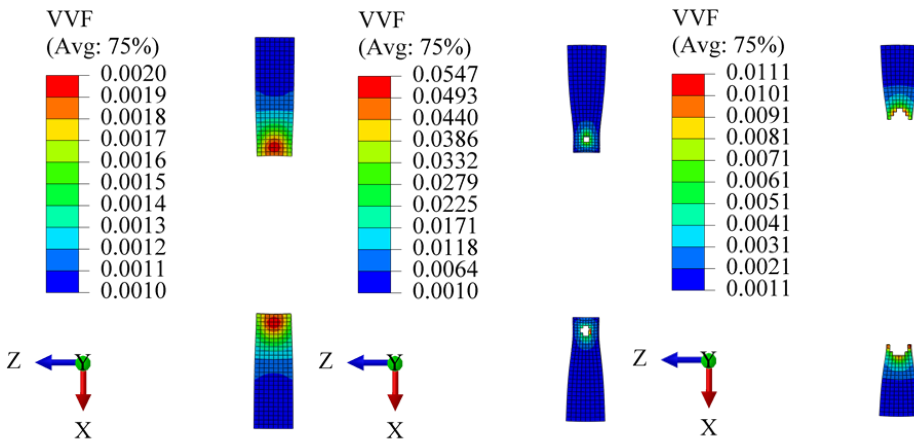 VVF
(Avg: 75%)
0.0020
0.0019
0.0018
0.0017
0.0016
0.0015
0.0014
0.0013
0.0012
0.0011
0.0010
Z
Y
X
VVF
(Avg: 75%)
0.0547
0.0493
0.0440
0.0386
0.0332
0.0279
0.0225
0.0171
0.0118
0.0064
0.0010
Z
Y
X
VVF
(Avg: 75%)
0.0111
0.0101
0.0091
0.0081
0.0071
0.0061
0.0051
0.0041
0.0031
0.0021
0.0011
Z
Y
X